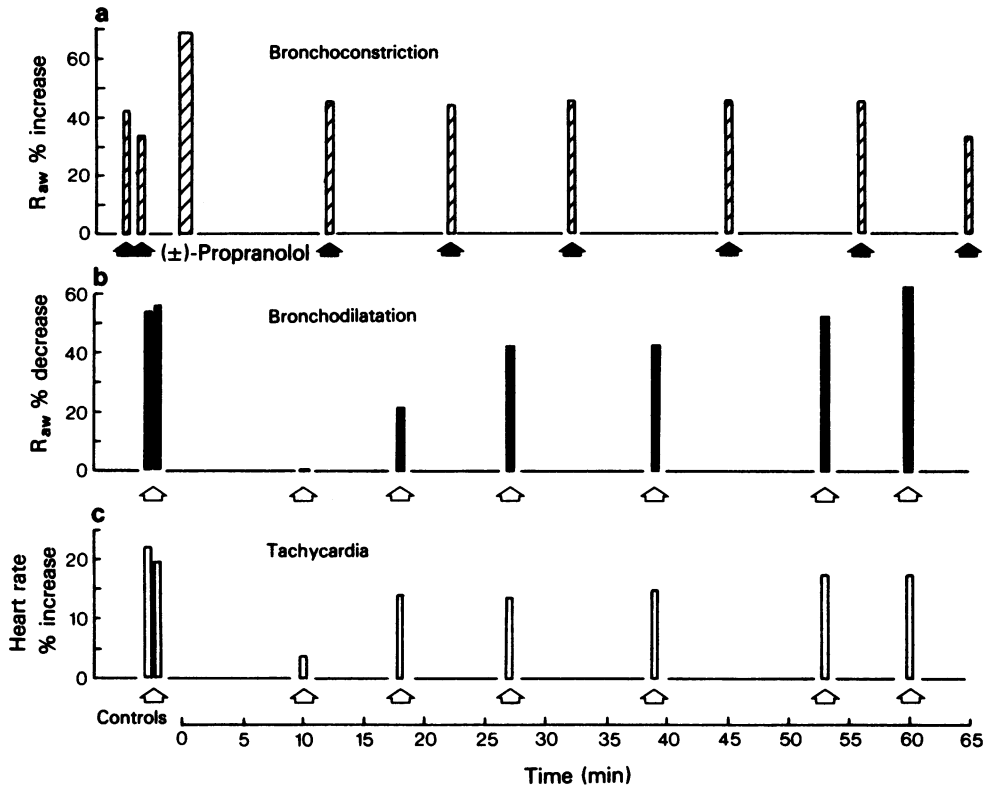 a
Bronchoconstriction
R_aw % increase
60
40
20
0
(±)-Propranolol
b
Bronchodilatation
R_aw % decrease
60
40
20
0
c
Tachycardia
Heart rate
% increase
20
10
0
Controls
0 5 10 15 20 25 30 35 40 45 50 55 60 65
Time (min)